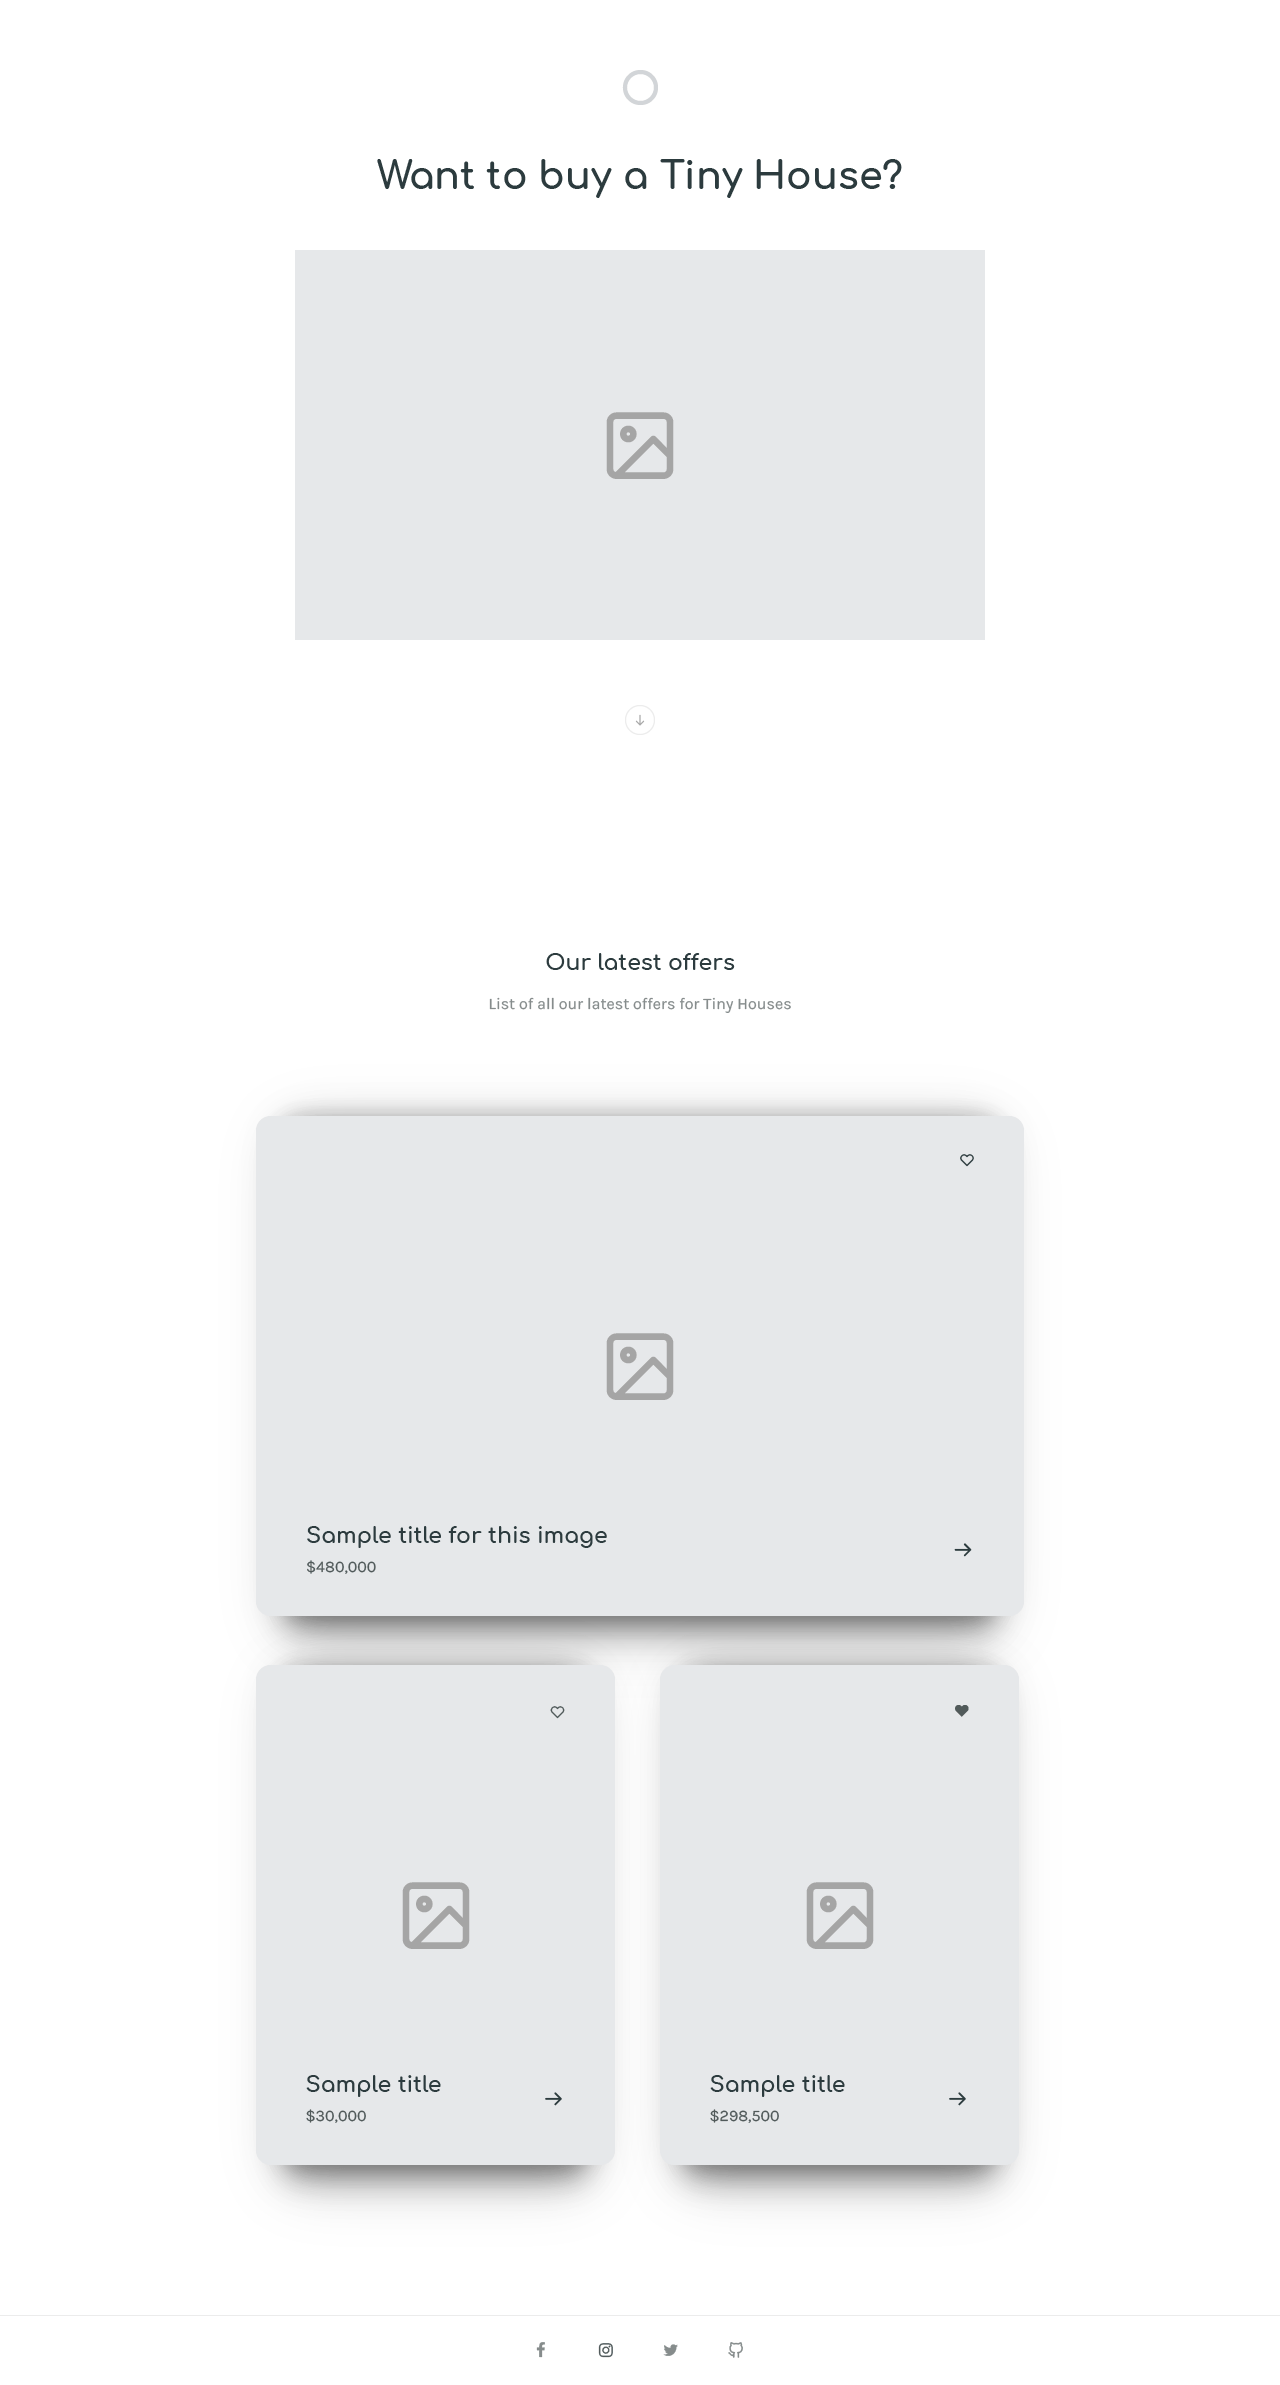 Want to buy a Tiny House?
Our latest offers
List of all our latest offers for Tiny Houses
Sample title for this image
$480,000
Sample title
$30,000
Sample title
$298,500